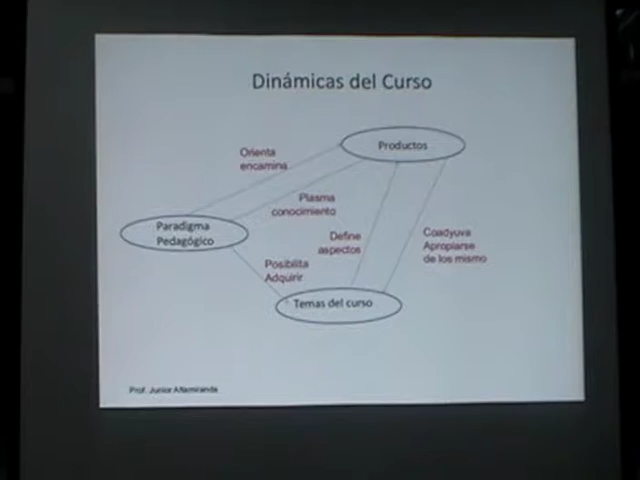 Dinámicas del Curso
Orienta
encamina
Productos
Plasma
conocimiento
Paradigma
Pedagógico
Define
aspectos
Coadyuva
Apropiarse
de los mismo
Posibilita
Adquirir
Temas del curso
Prof. Junior Altamiranda